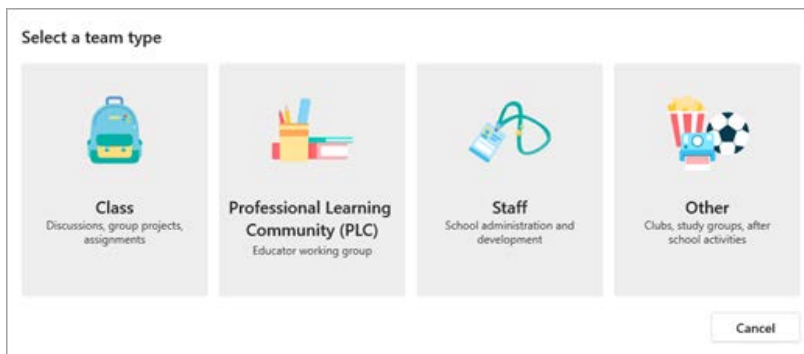 Select a team type
Class
Discussions, group projects,
assignments
Professional Learning
Community (PLC)
Educator working group
Staff
School administration and
development
Other
Clubs, study groups, after
school activities
Cancel